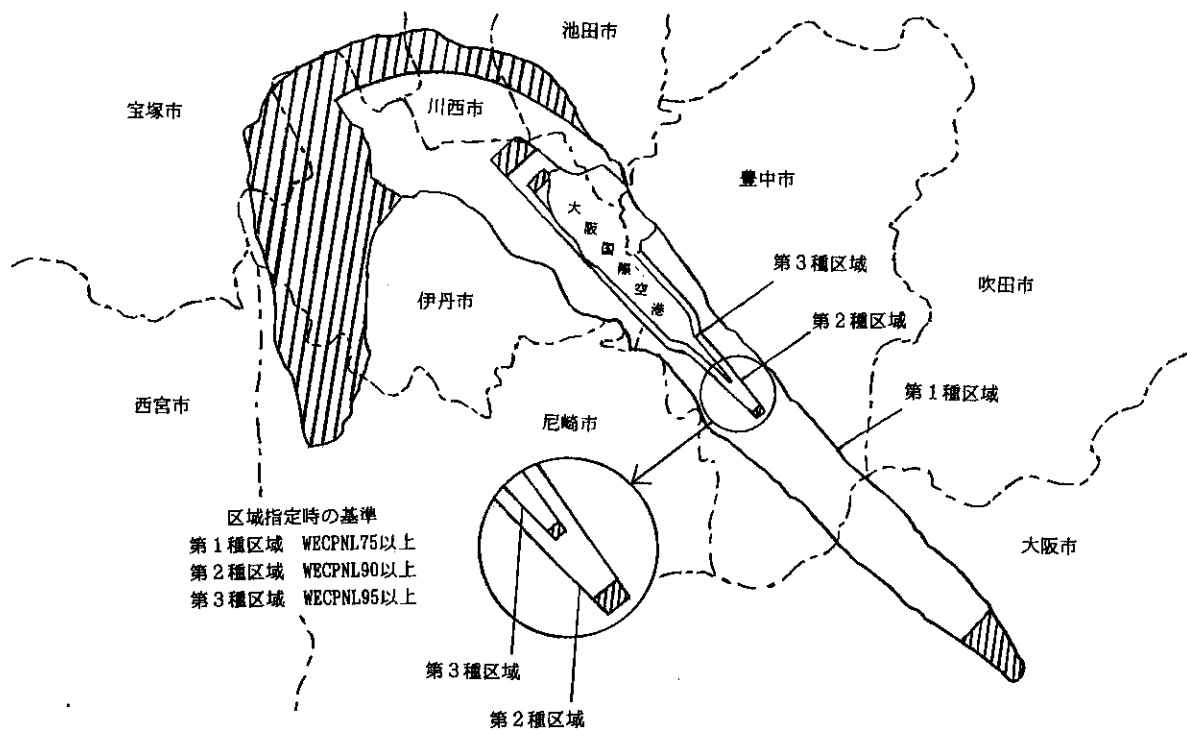 池田市
宝塚市
川西市
豊中市
大阪国際空港
第3種区域
吹田市
伊丹市
第2種区域
西宮市
尼崎市
第1種区域
区域指定時の基準
第1種区域 WECPNL75以上
第2種区域 WECPNL90以上
第3種区域 WECPNL95以上
大阪市
第3種区域
第2種区域